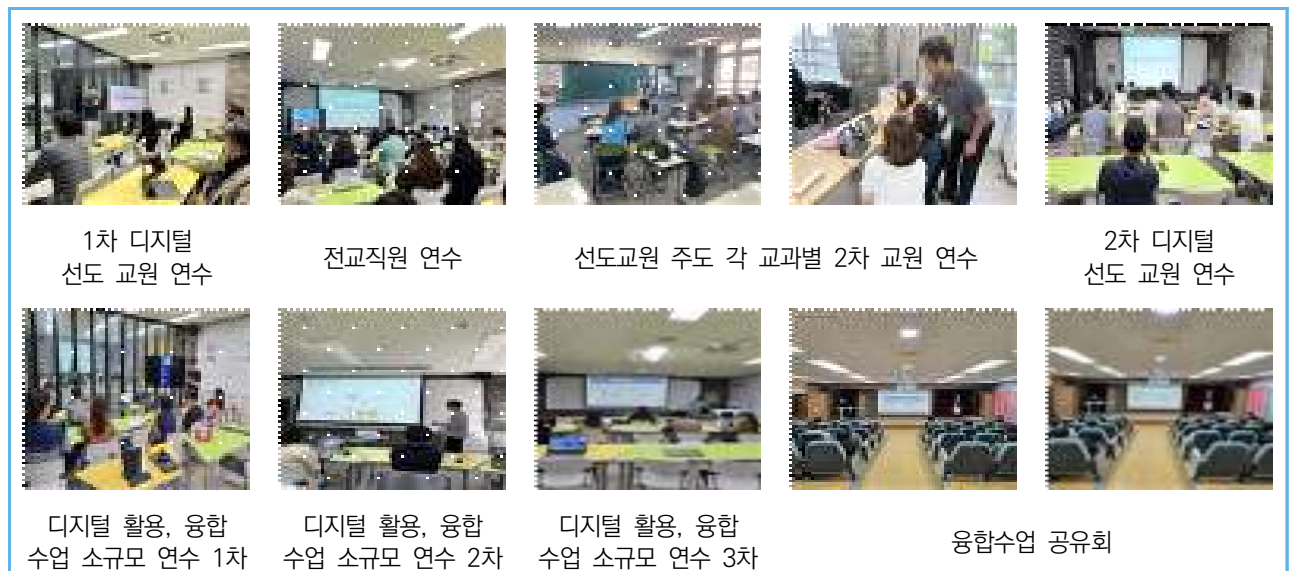 1차 디지털
선도 교원 연수
전교직원 연수
선도교원 주도 각 교과별 2차 교원 연수
2차 디지털
선도 교원 연수
디지털 활용, 융합
수업 소규모 연수 1차
디지털 활용, 융합
수업 소규모 연수 2차
디지털 활용, 융합
수업 소규모 연수 3차
융합수업 공유회